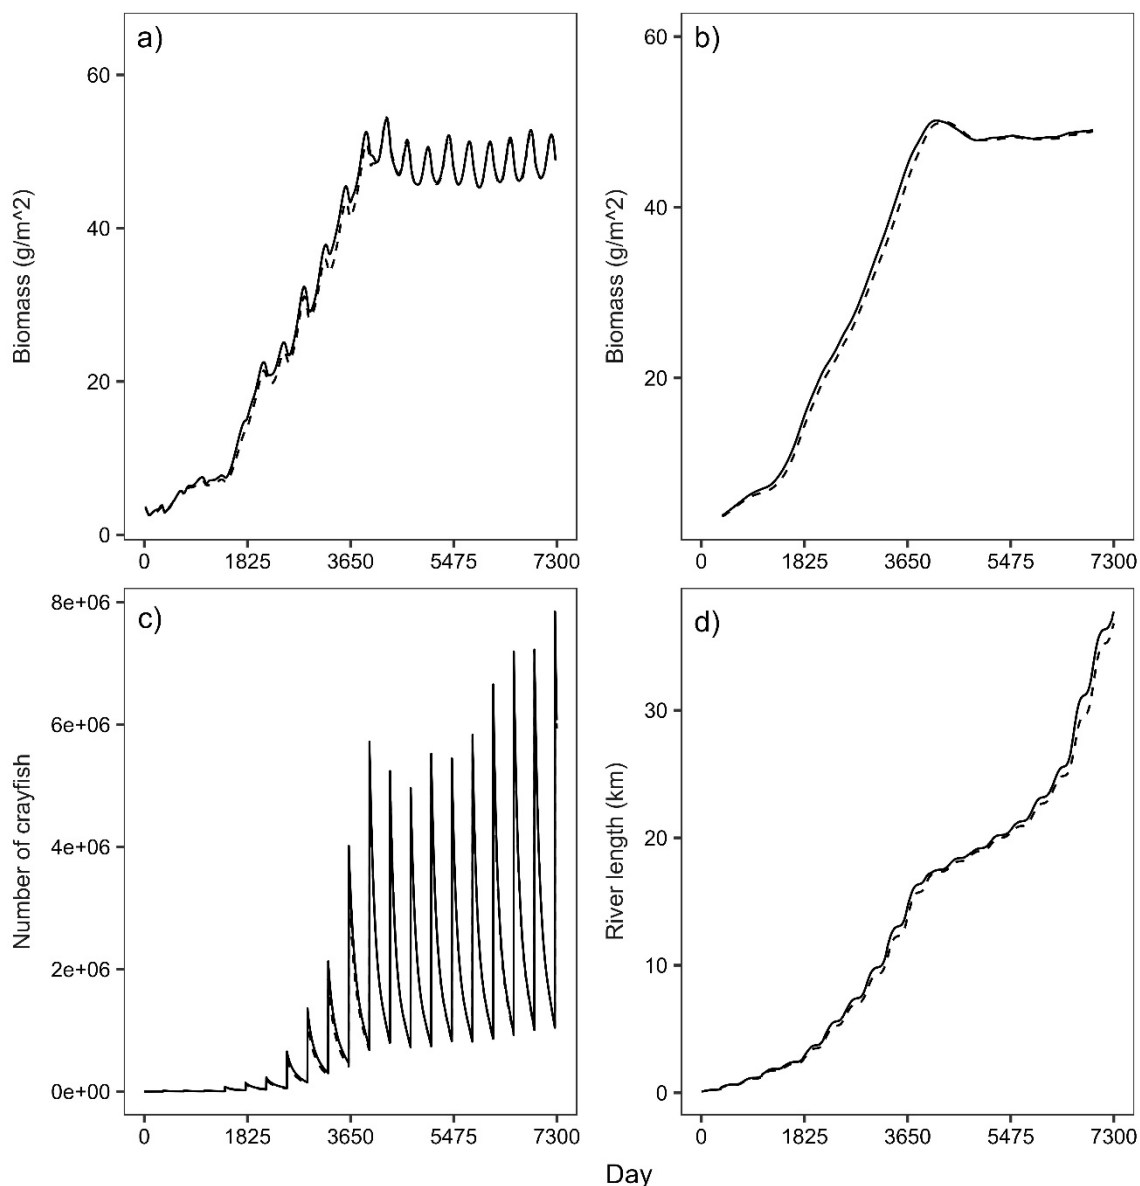 a)
60
40
20
0
Biomass (g/m^2)
0 1825 3650 5475 7300
b)
60
40
20
Biomass (g/m^2)
0 1825 3650 5475 7300
c)
8e+06
6e+06
4e+06
2e+06
0e+00
Number of crayfish
0 1825 3650 5475 7300
d)
30
20
10
0
River length (km)
0 1825 3650 5475 7300
Day